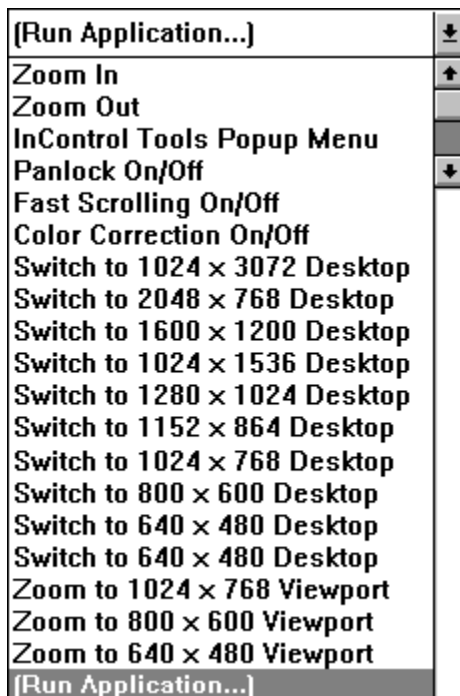 (Run Application...)
Zoom In
Zoom Out
InControl Tools Popup Menu
Panlock On/Off
Fast Scrolling On/Off
Color Correction On/Off
Switch to 1024 × 3072 Desktop
Switch to 2048 × 768 Desktop
Switch to 1600 × 1200 Desktop
Switch to 1024 × 1536 Desktop
Switch to 1280 × 1024 Desktop
Switch to 1152 × 864 Desktop
Switch to 1024 × 768 Desktop
Switch to 800 × 600 Desktop
Switch to 640 × 480 Desktop
Switch to 640 × 480 Desktop
Zoom to 1024 × 768 Viewport
Zoom to 800 × 600 Viewport
Zoom to 640 × 480 Viewport
(Run Application...)